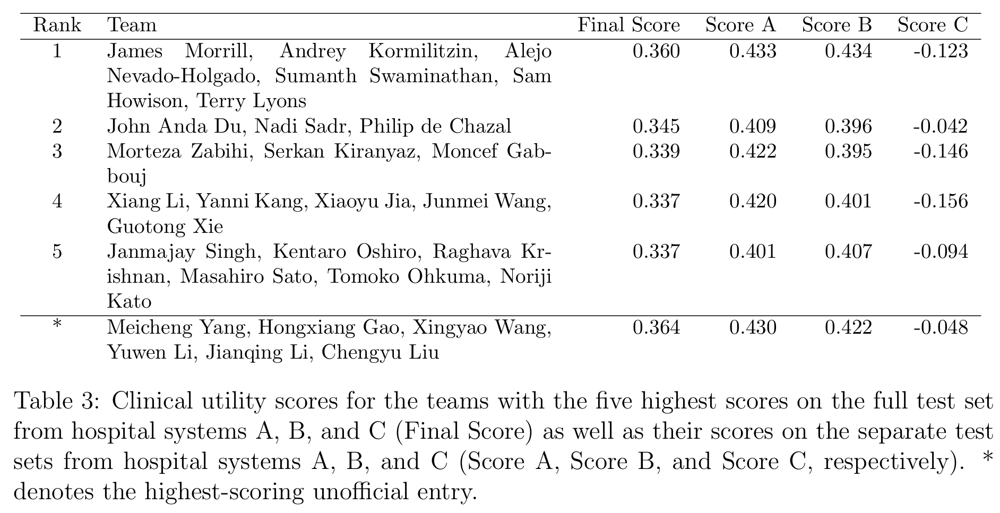 Rank Team Final Score Score A Score B Score C
1 James Morrill, Andrey Kormilitzin, Alejo 0.360 0.433 0.434 -0.123
Nevado-Holgado, Sumanth Swaminathan, Sam
Howison, Terry Lyons
2 John Anda Du, Nadi Sadr, Philip de Chazal 0.345 0.409 0.396 -0.042
3 Morteza Zabihi, Serkan Kiranyaz, Moncef Gab- 0.339 0.422 0.395 -0.146
bouj
4 Xiang Li, Yanni Kang, Xiaoyu Jia, Junmei Wang, 0.337 0.420 0.401 -0.156
Guotong Xie
5 Janmajay Singh, Kentaro Oshiro, Raghava Kr- 0.337 0.401 0.407 -0.094
ishnan, Masahiro Sato, Tomoko Ohkuma, Noriji
Kato
* Meicheng Yang, Hongxiang Gao, Xingyao Wang, 0.364 0.430 0.422 -0.048
Yuwen Li, Jianqing Li, Chengyu Liu
Table 3: Clinical utility scores for the teams with the five highest scores on the full test set
from hospital systems A, B, and C (Final Score) as well as their scores on the separate test
sets from hospital systems A, B, and C (Score A, Score B, and Score C, respectively). *
denotes the highest-scoring unofficial entry.